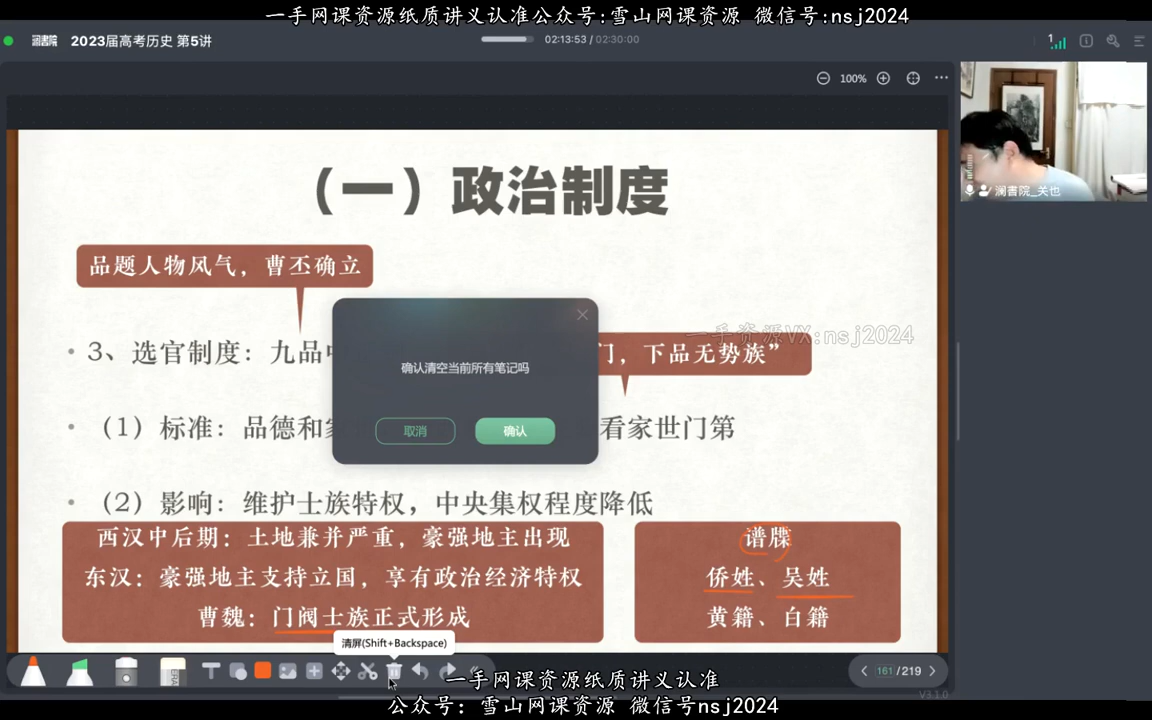 一手网课资源纸质讲义认准公众号:雪山网课资源 微信号:nsj2024
2023届高考历史 第5讲
02:13:53 / 02:30:00
1
100%
澜書院_关也
（一）政治制度
品题人物风气，曹丕确立
一手资源VX:nsj2024
3、选官制度：九品中
门，下品无势族”
确认清空当前所有笔记吗
取消
确认
（1）标准：品德和家
看家世门第
（2）影响：维护士族特权，中央集权程度降低
西汉中后期：土地兼并严重，豪强地主出现
东汉：豪强地主支持立国，享有政治经济特权
曹魏：门阀士族正式形成
谱牒
侨姓、吴姓
黄籍、白籍
清屏(Shift+Backspace)
161 / 219
一手网课资源纸质讲义认准
公众号: 雪山网课资源 微信号nsj2024
V3.1.0